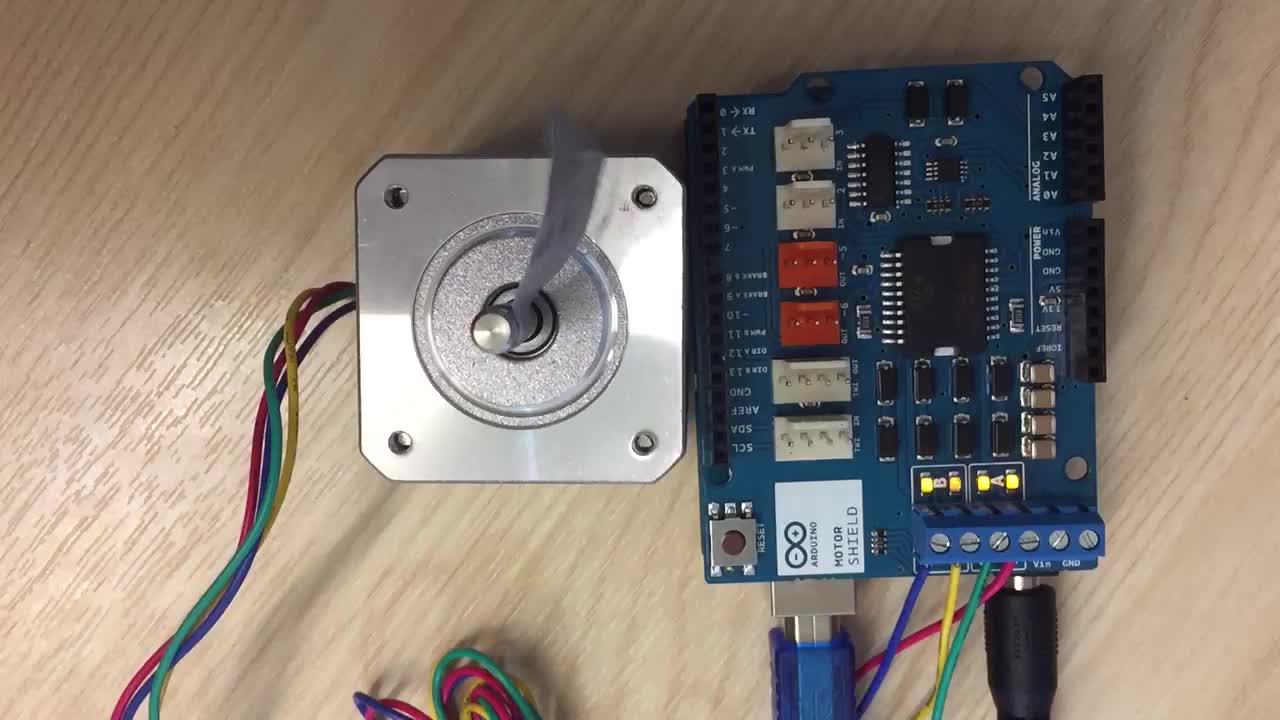 RX ← 0
TX → 1
2
PWM A 3
4
~5
~6
7
BRAKE B 8
BRAKE A 9
~10
PWM B 11
DIR A 12
DIR B 13
GND
AREF
SDA
SCL
3
IN
2
IN
~5
OUT
~6
OUT
TWI OUT
TWI IN
A5
A4
A3
A2
A1
A0
ANALOG
Vin
GND
GND
5V
3.3V
RESET
IOREF
POWER
B
A
RESET
ARDUINO
MOTOR
SHIELD
Vin
GND